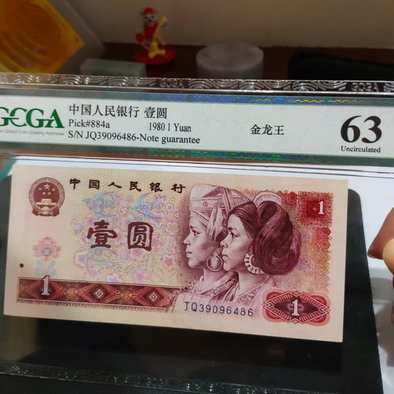 GCGA
中国人民银行 壹圆
Pick#884a 1980 1 Yuan
S/N JQ39096486-Note guarantee
金龙王
63
Uncirculated
中国人民银行
1
壹圆
1
JQ39096486
1